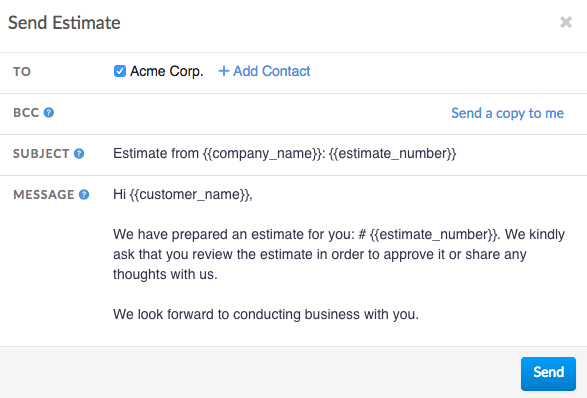 Send Estimate ×
TO Acme Corp. + Add Contact
BCC ? Send a copy to me
SUBJECT ? Estimate from {{company_name}}: {{estimate_number}}
MESSAGE ? Hi {{customer_name}},
We have prepared an estimate for you: # {{estimate_number}}. We kindly
ask that you review the estimate in order to approve it or share any
thoughts with us.
We look forward to conducting business with you.
Send